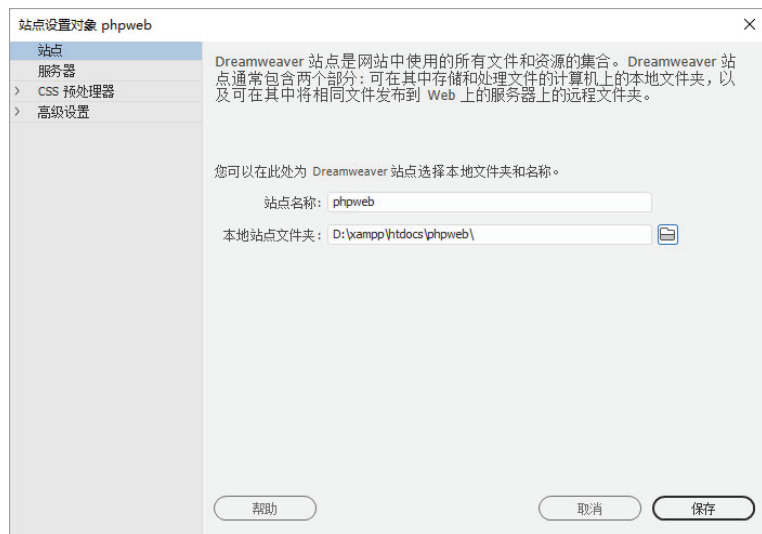 站点设置对象 phpweb
站点
服务器
CSS 预处理器
高级设置
Dreamweaver 站点是网站中使用的所有文件和资源的集合。Dreamweaver 站
点通常包含两个部分：可在其中存储和处理文件的计算机上的本地文件夹，以
及可在其中将相同文件发布到 Web 上的服务器上的远程文件夹。
您可以在此处为 Dreamweaver 站点选择本地文件夹和名称。
站点名称： phpweb
本地站点文件夹： D:\xampp\htdocs\phpweb\
帮助 取消 保存